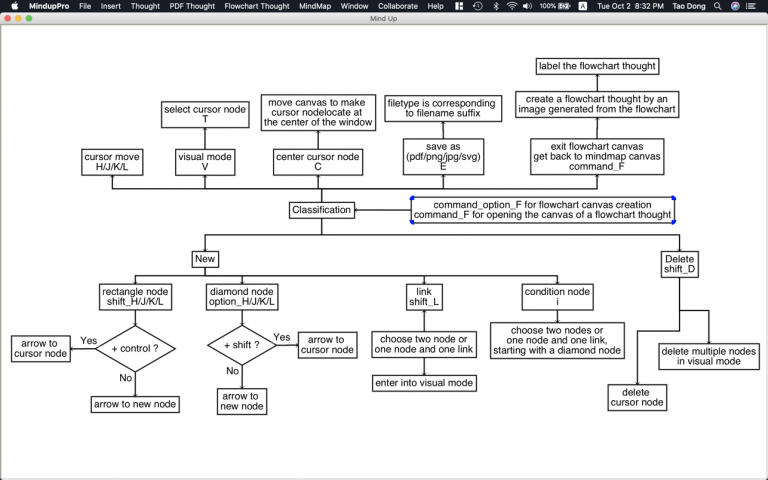 MindupPro File Insert Thought PDF Thought Flowchart Thought MindMap Window Collaborate Help 100% A Tue Oct 2 8:32 PM Tao Dong
Mind Up
label the flowchart thought
select cursor node
T
move canvas to make
cursor nodelocate at
the center of the window
filetype is corresponding
to filename suffix
create a flowchart thought by an
image generated from the flowchart
cursor move
H/J/K/L
visual mode
V
center cursor node
C
save as
(pdf/png/jpg/svg)
E
exit flowchart canvas
get back to mindmap canvas
command_F
Classification
command_option_F for flowchart canvas creation
command_F for opening the canvas of a flowchart thought
New
Delete
shift_D
rectangle node
shift_H/J/K/L
diamond node
option_H/J/K/L
link
shift_L
condition node
i
arrow to
cursor node
Yes
+ control ?
No
arrow to new node
+ shift ?
Yes
arrow to
cursor node
No
arrow to
new node
choose two node or
one node and one link
enter into visual mode
choose two nodes or
one node and one link,
starting with a diamond node
delete multiple nodes
in visual mode
delete
cursor node